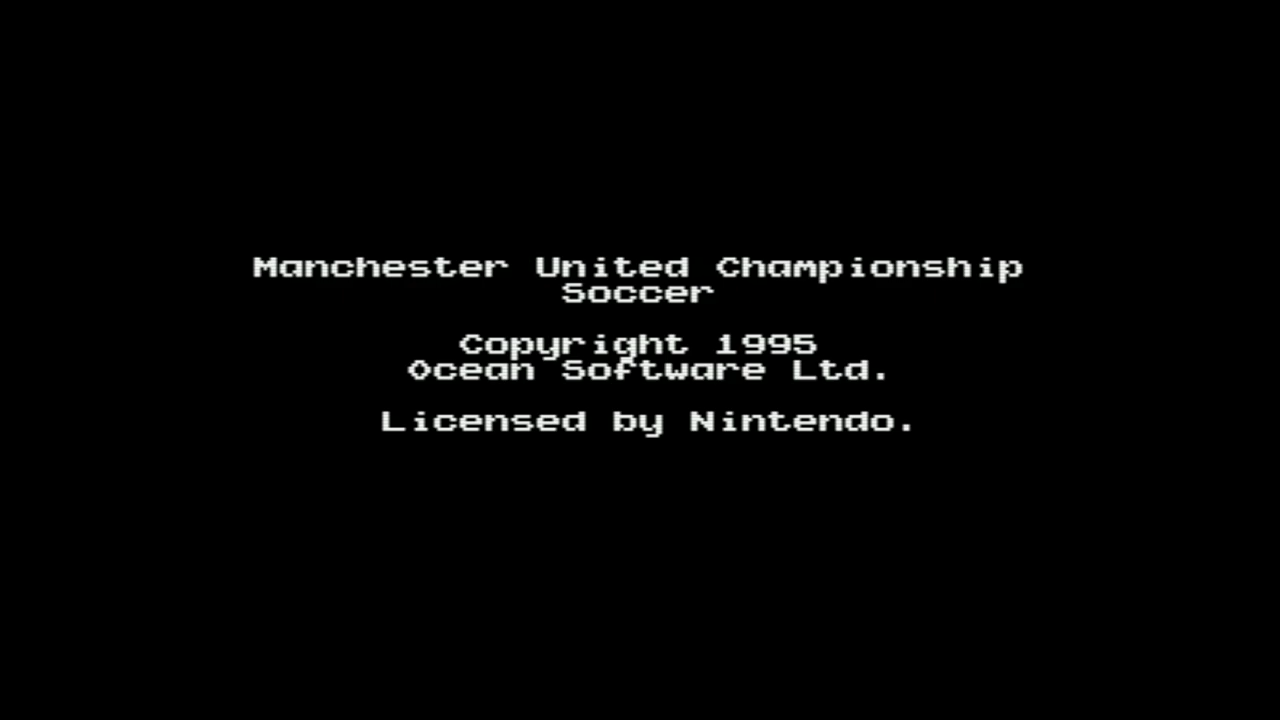 Manchester United Championship
Soccer
Copyright 1995
Ocean Software Ltd.
Licensed by Nintendo.